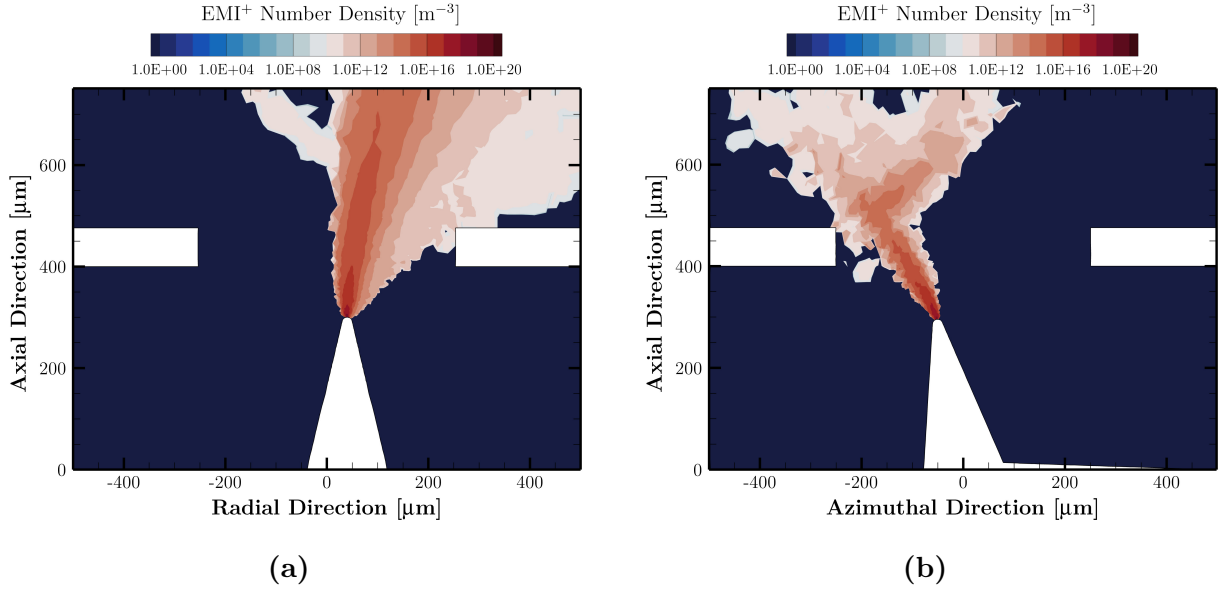 EMI⁺ Number Density [m⁻³]
1.0E+00 1.0E+04 1.0E+08 1.0E+12 1.0E+16 1.0E+20
600
400
200
0
Axial Direction [µm]
-400 -200 0 200 400
Radial Direction [µm]
(a)
EMI⁺ Number Density [m⁻³]
1.0E+00 1.0E+04 1.0E+08 1.0E+12 1.0E+16 1.0E+20
600
400
200
0
Axial Direction [µm]
-400 -200 0 200 400
Azimuthal Direction [µm]
(b)